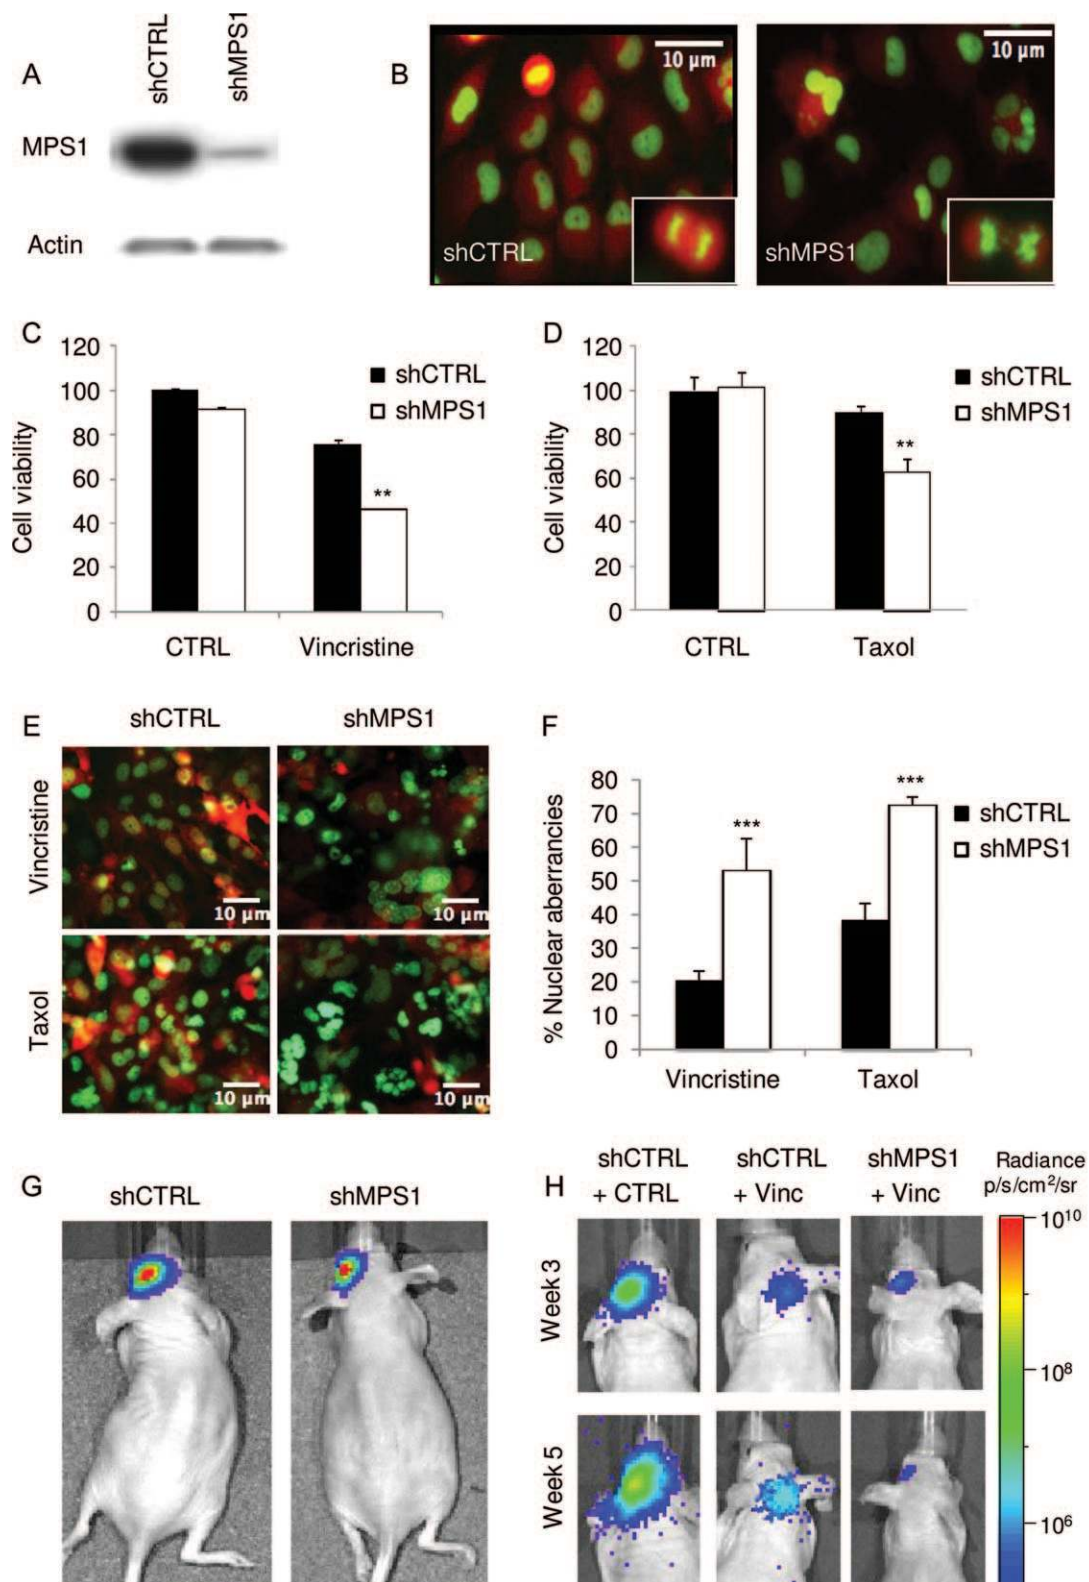 A
shCTRL
shMPS1
MPS1
Actin
B
10 µm
shCTRL
10 µm
shMPS1
C
120
100
80
60
40
20
0
Cell viability
shCTRL
shMPS1
**
CTRL
Vincristine
D
120
100
80
60
40
20
0
Cell viability
shCTRL
shMPS1
**
CTRL
Taxol
E
shCTRL
shMPS1
Vincristine
10 µm
10 µm
Taxol
10 µm
10 µm
F
80
70
60
50
40
30
20
10
0
% Nuclear aberrancies
***
***
shCTRL
shMPS1
Vincristine
Taxol
G
shCTRL
shMPS1
H
shCTRL
+ CTRL
shCTRL
+ Vinc
shMPS1
+ Vinc
Radiance
p/s/cm²/sr
Week 3
Week 5
10¹⁰
10⁸
10⁶